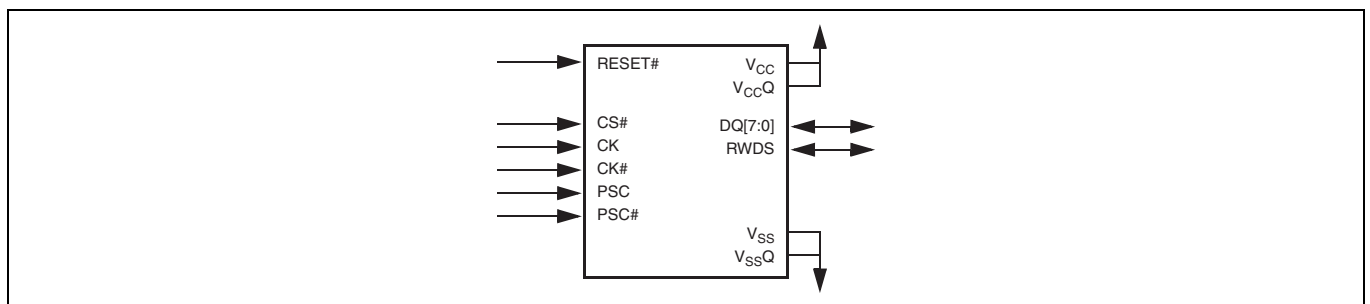 RESET#
CS#
CK
CK#
PSC
PSC#
VCC
VCCQ
DQ[7:0]
RWDS
VSS
VSSQ